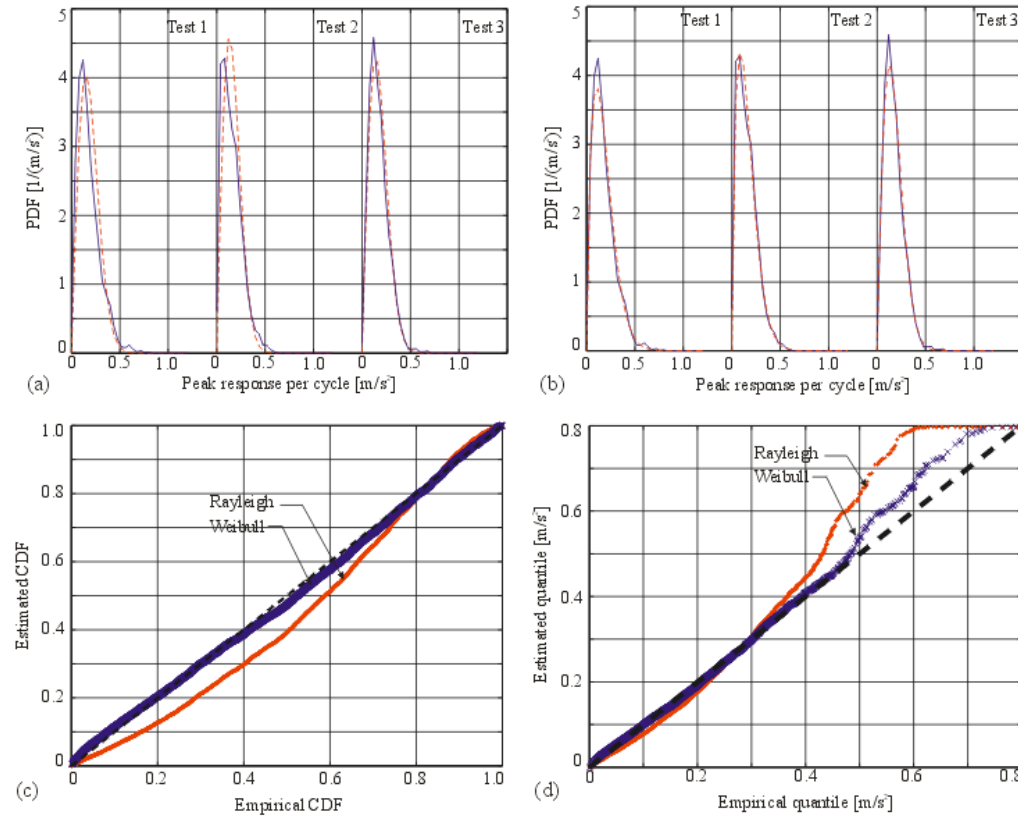 5
4
3
2
1
0
PDF [1/(m/s²)]
Test 1
Test 2
Test 3
0 0.5 1.0 0 0.5 1.0 0 0.5 1.0
Peak response per cycle [m/s²]
(a)
5
4
3
2
1
0
PDF [1/(m/s²)]
Test 1
Test 2
Test 3
0 0.5 1.0 0 0.5 1.0 0 0.5 1.0
Peak response per cycle [m/s²]
(b)
1.0
0.8
0.6
0.4
0.2
0
Estimated CDF
Rayleigh
Weibull
0 0.2 0.4 0.6 0.8 1.0
Empirical CDF
(c)
0.8
0.6
0.4
0.2
0
Estimated quantile [m/s²]
Rayleigh
Weibull
0 0.2 0.4 0.6 0.8
Empirical quantile [m/s²]
(d)